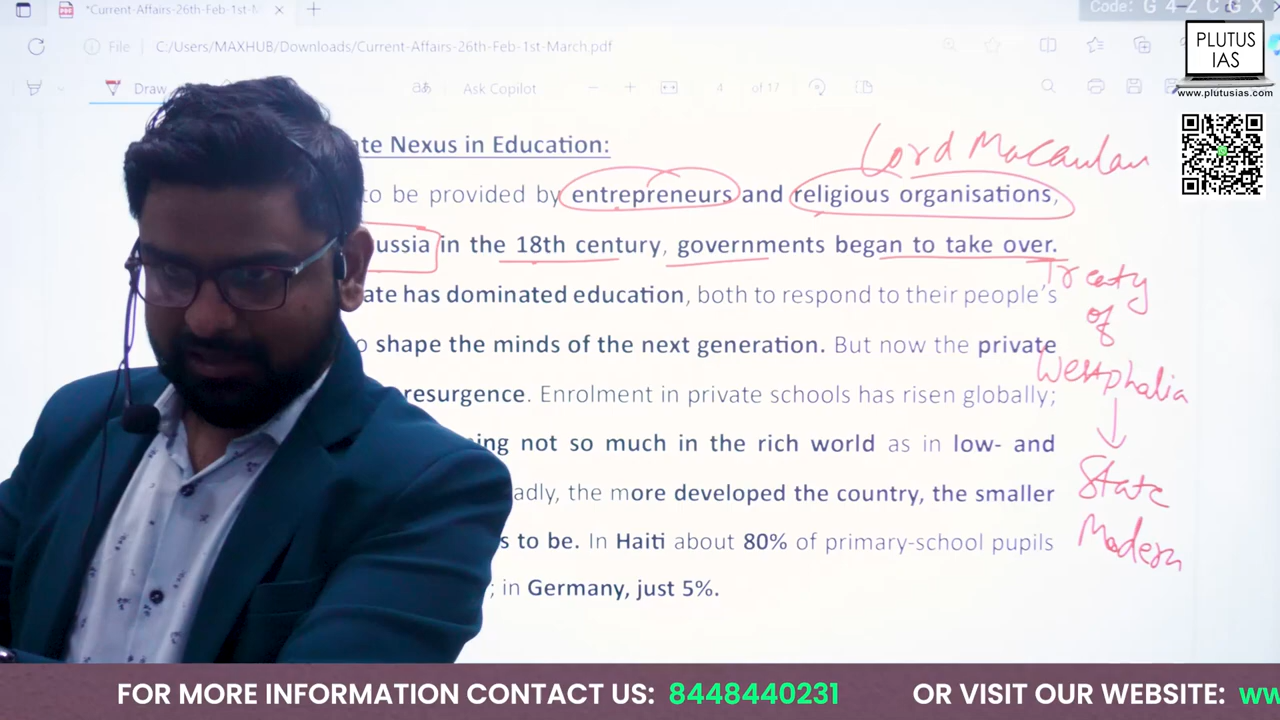 *Current-Affairs-26th-Feb-1st-M
Code: G 4 Z C G X
File C:/Users/MAXHUB/Downloads/Current-Affairs-26th-Feb-1st-March.pdf
Draw Ask Copilot 4 of 17
PLUTUS
IAS
www.plutusias.com
ate Nexus in Education:
Lord Macaulay
to be provided by entrepreneurs and religious organisations,
ussia in the 18th century, governments began to take over.
Treaty
of
Westphalia
State
Modern
ate has dominated education, both to respond to their people's
o shape the minds of the next generation. But now the private
resurgence. Enrolment in private schools has risen globally;
ing not so much in the rich world as in low- and
adly, the more developed the country, the smaller
s to be. In Haiti about 80% of primary-school pupils
; in Germany, just 5%.
FOR MORE INFORMATION CONTACT US: 8448440231 OR VISIT OUR WEBSITE: ww